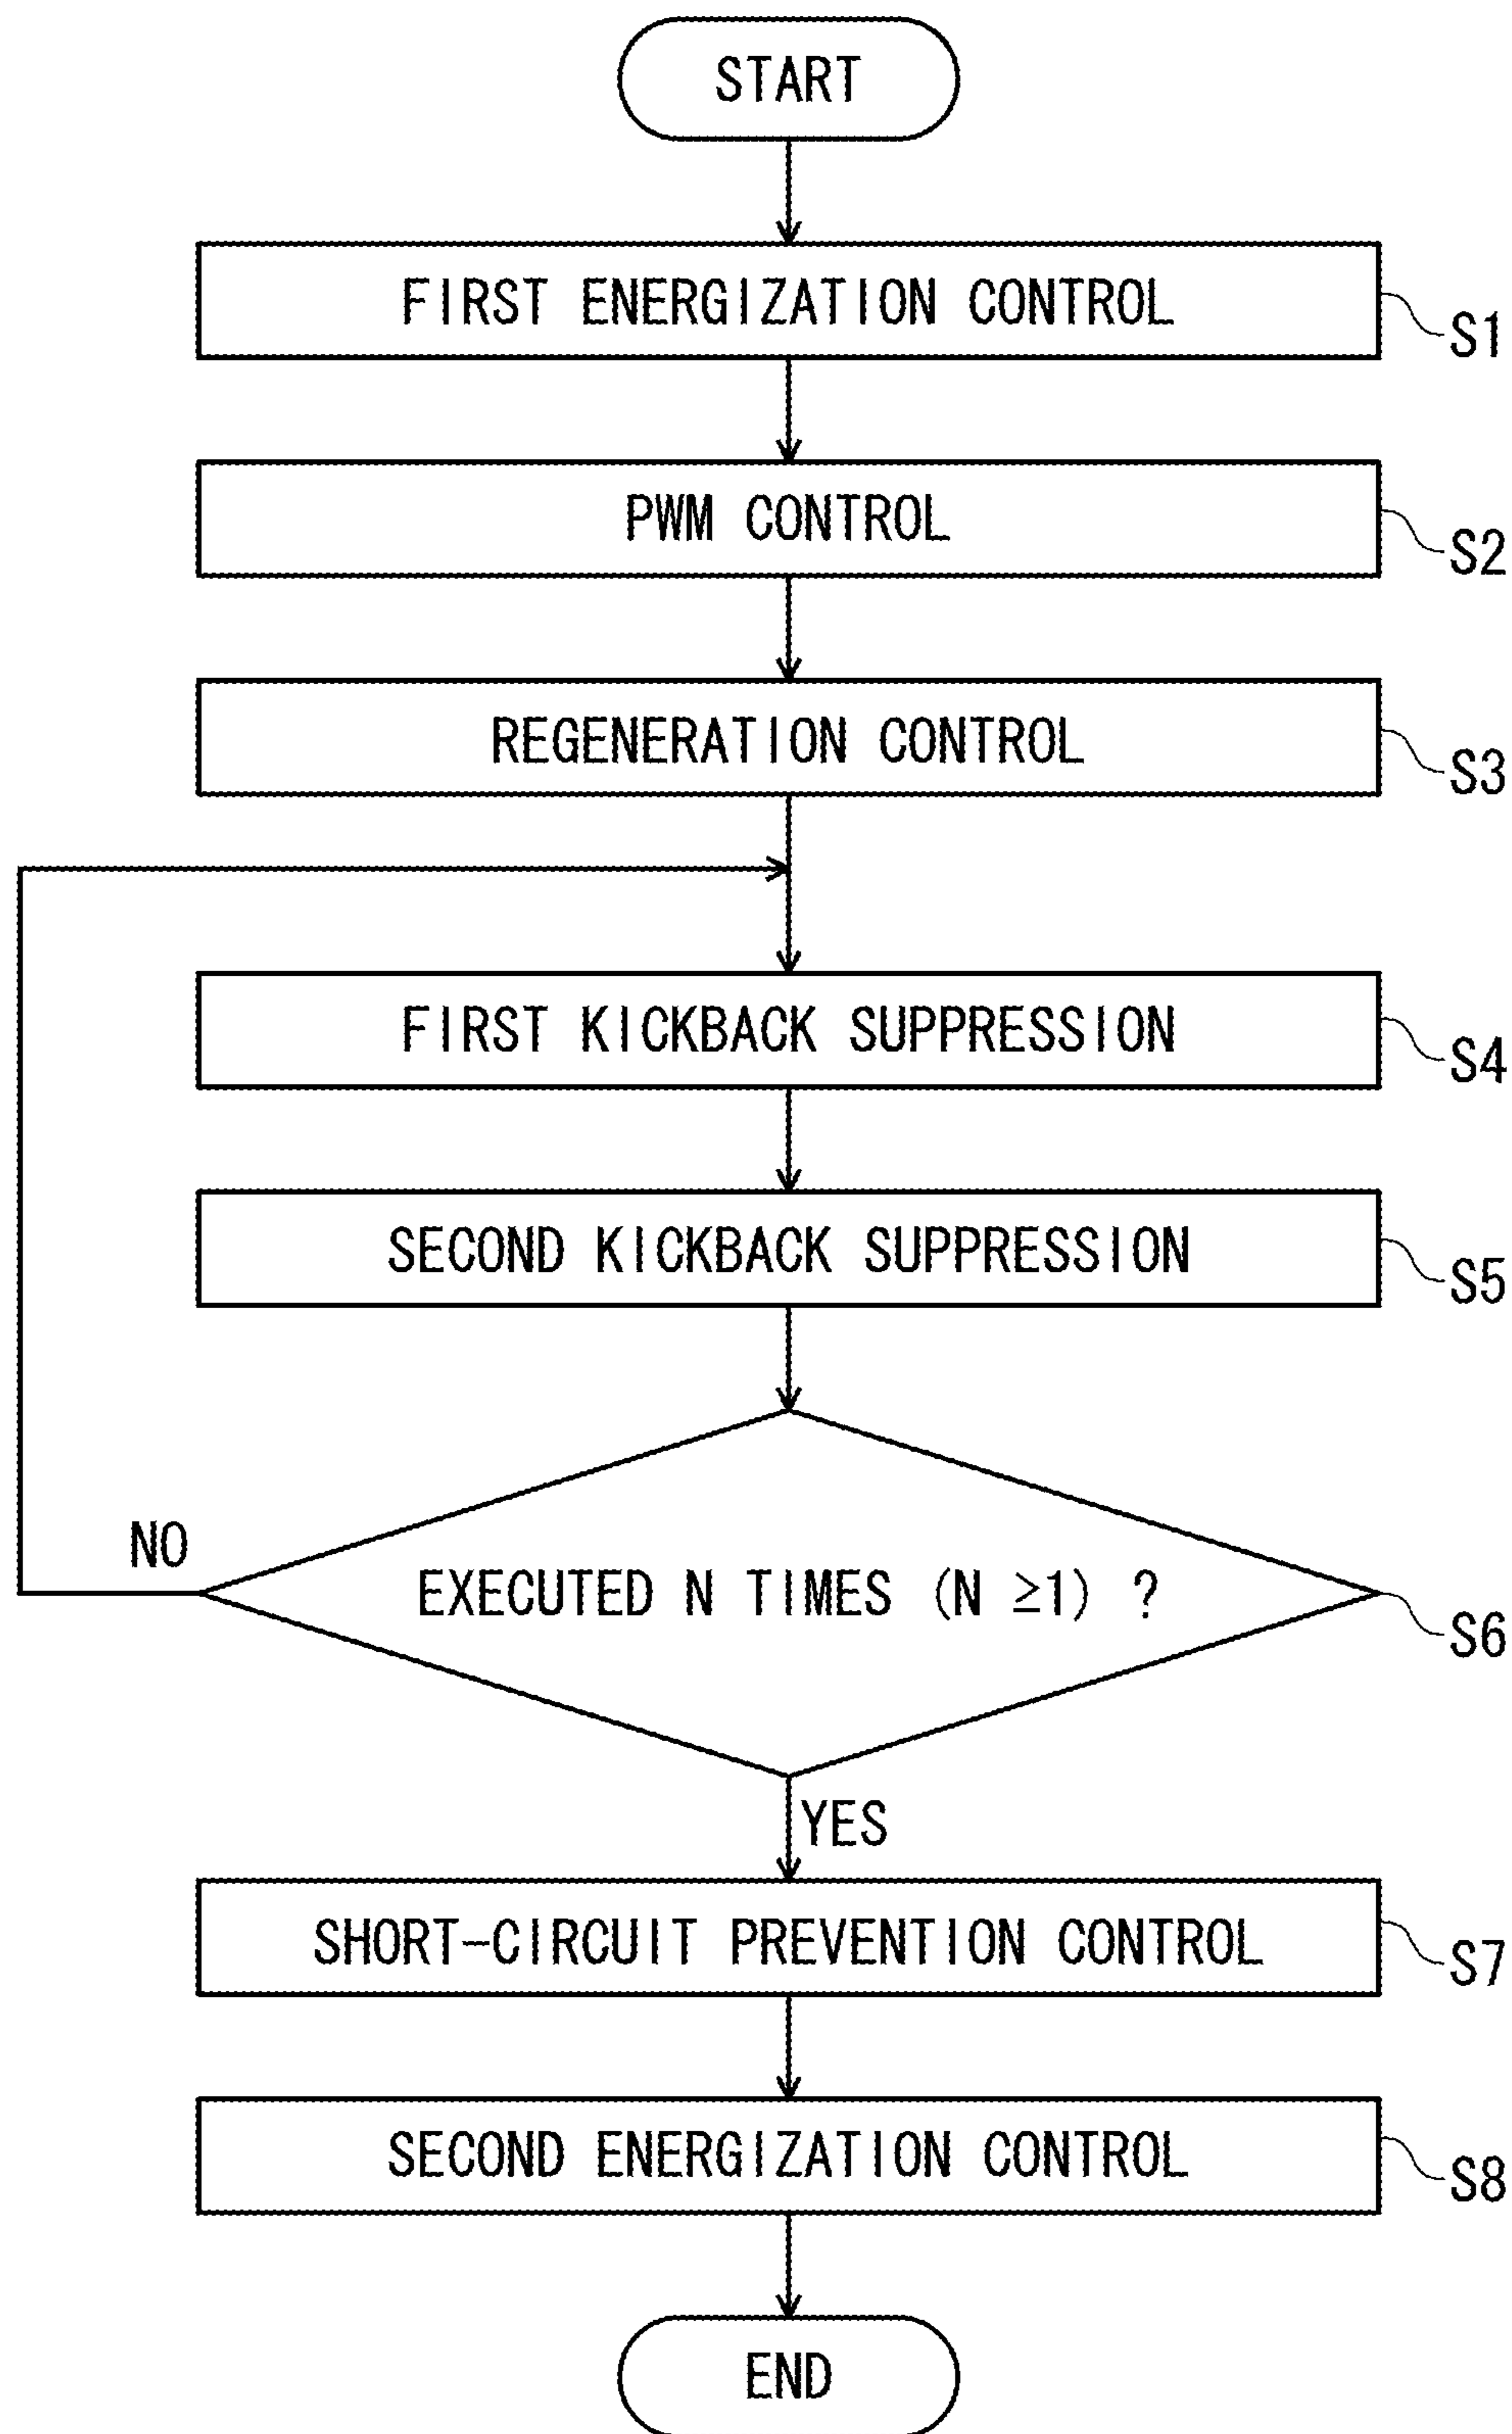 START
FIRST ENERGIZATION CONTROL
S1
PWM CONTROL
S2
REGENERATION CONTROL
S3
FIRST KICKBACK SUPPRESSION
S4
SECOND KICKBACK SUPPRESSION
S5
NO
EXECUTED N TIMES (N ≥1) ?
S6
YES
SHORT-CIRCUIT PREVENTION CONTROL
S7
SECOND ENERGIZATION CONTROL
S8
END